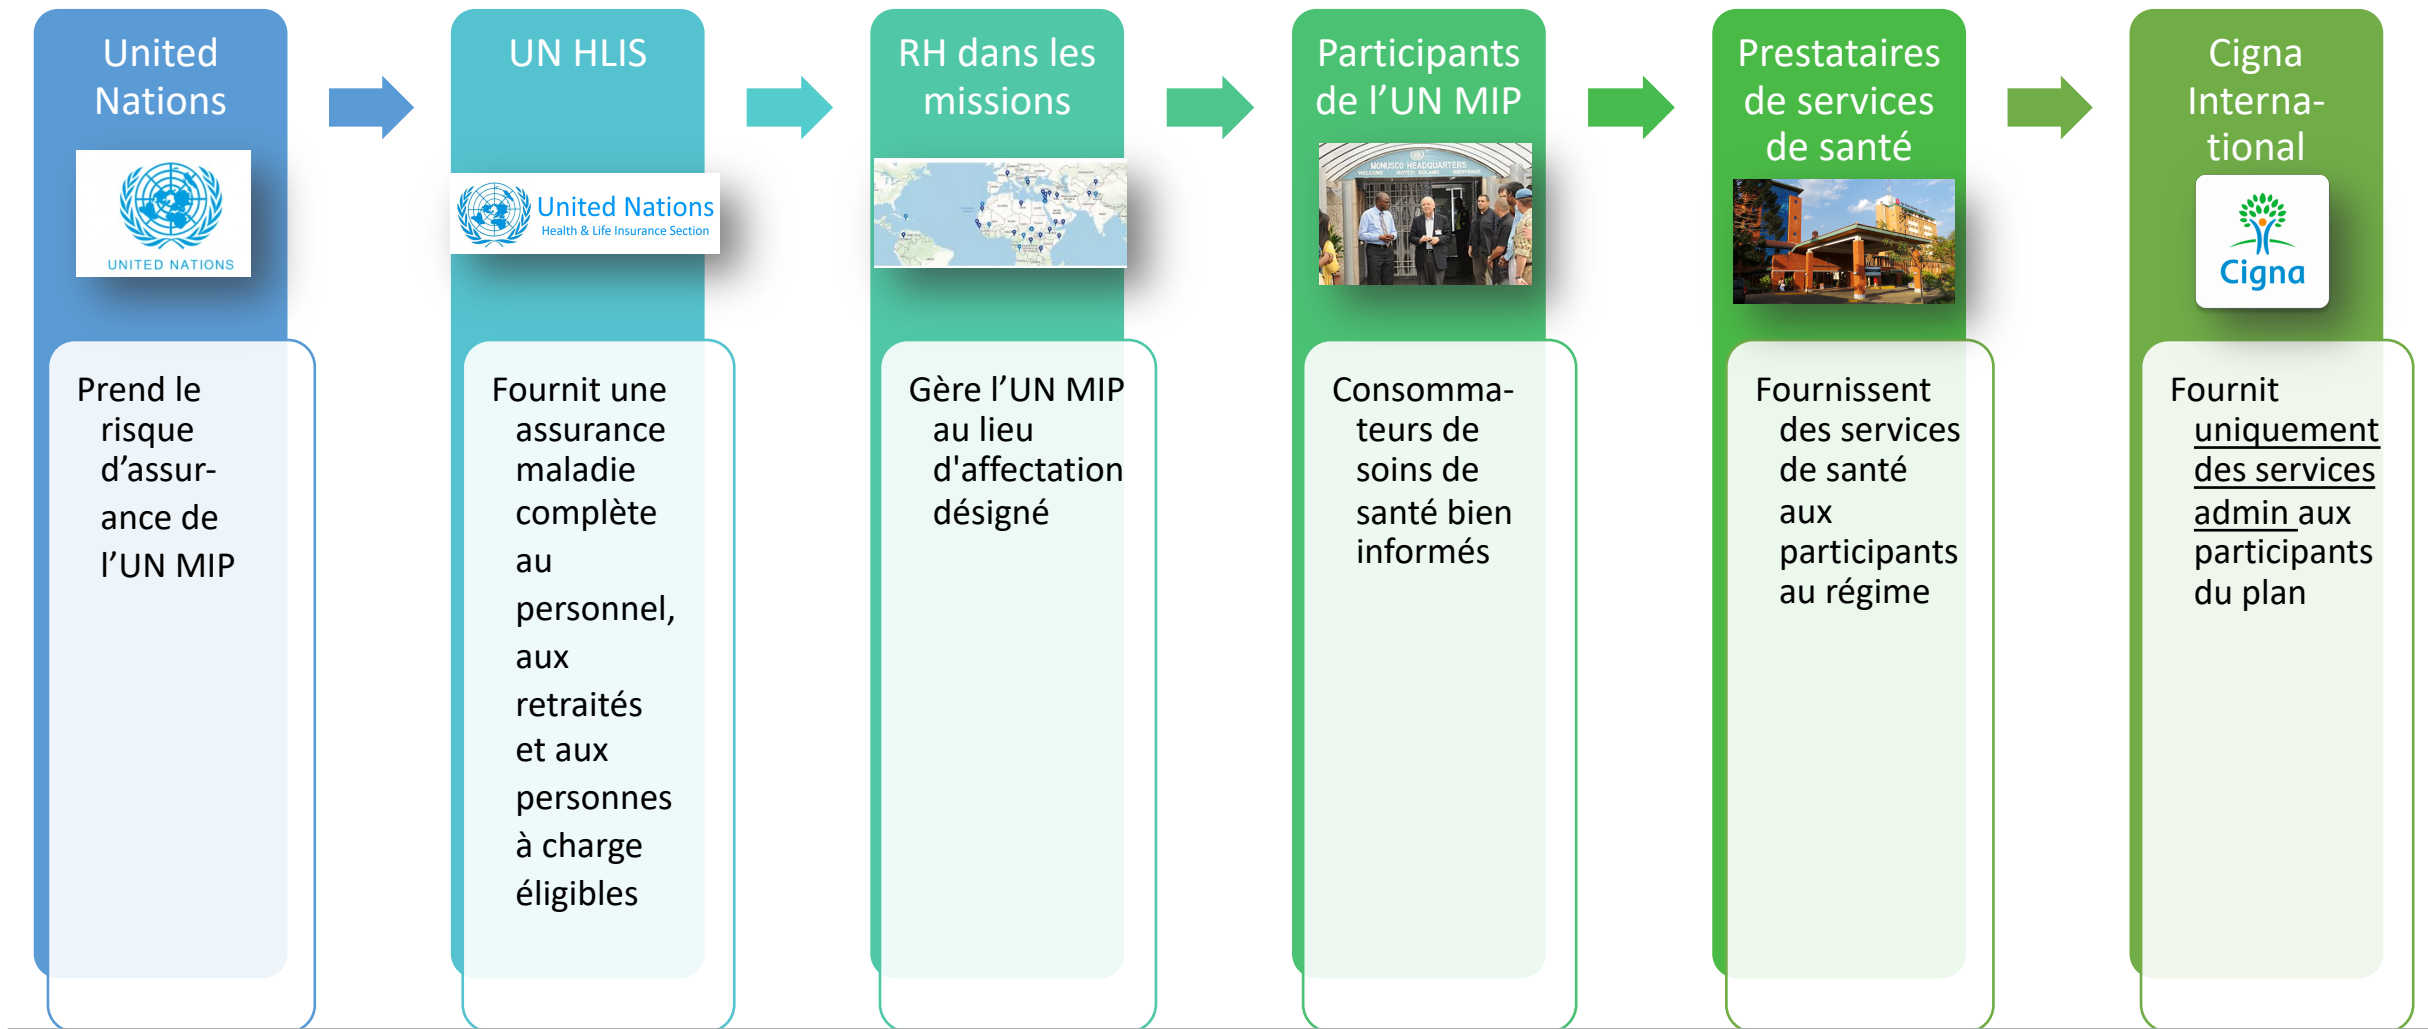 United
Nations
UNITED NATIONS
Prend le
risque
d’assur-
ance de
l’UN MIP
UN HLIS
United Nations
Health & Life Insurance Section
Fournit une
assurance
maladie
complète
au
personnel,
aux
retraités
et aux
personnes
à charge
éligibles
RH dans les
missions
Gère l’UN MIP
au lieu
d'affectation
désigné
Participants
de l’UN MIP
MONUSCO HEADQUARTERS
WELCOME BOYEYI BOLAMU BIENVENUE
Consomma-
teurs de
soins de
santé bien
informés
Prestataires
de services
de santé
Fournissent
des services
de santé
aux
participants
au régime
Cigna
Interna-
tional
Cigna
Fournit
uniquement
des services
admin aux
participants
du plan